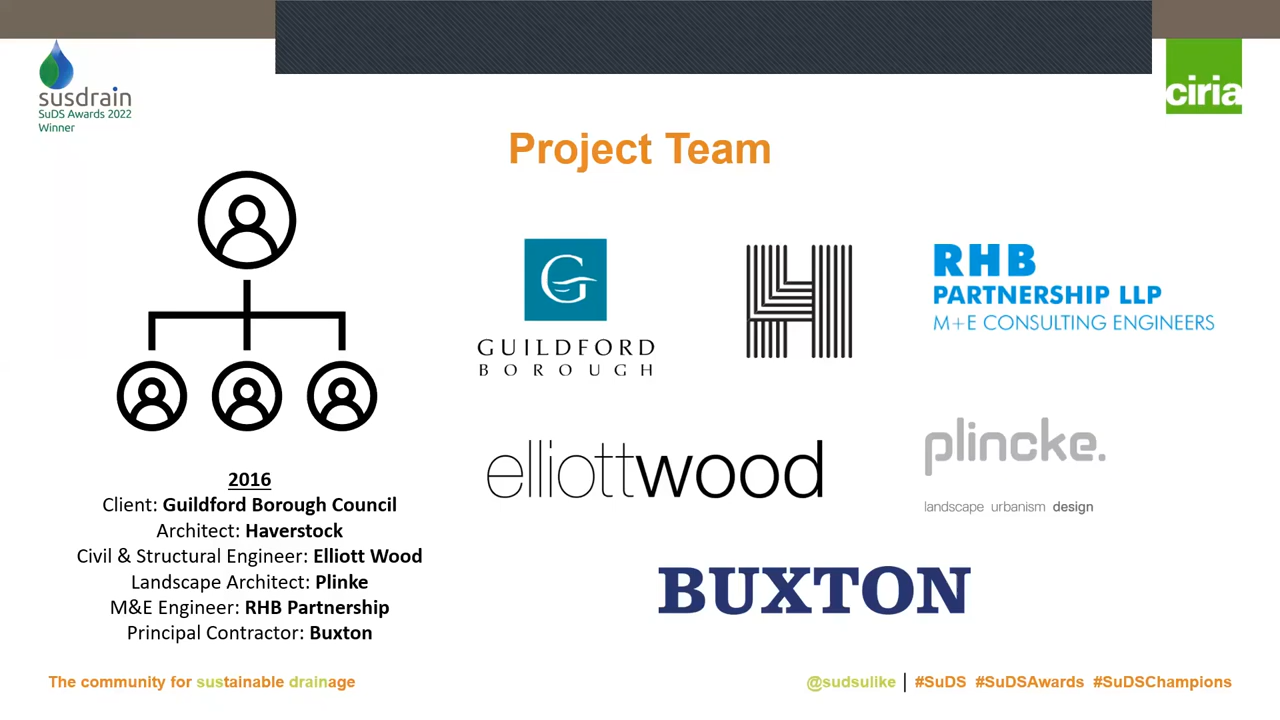 susdrain
SuDS Awards 2022
Winner
ciria
Project Team
G
GUILDFORD
BOROUGH
H
RHB
PARTNERSHIP LLP
M+E CONSULTING ENGINEERS
elliottwood
plincke.
landscape urbanism design
BUXTON
2016
Client: Guildford Borough Council
Architect: Haverstock
Civil & Structural Engineer: Elliott Wood
Landscape Architect: Plinke
M&E Engineer: RHB Partnership
Principal Contractor: Buxton
The community for sustainable drainage
@sudsulike | #SuDS #SuDSAwards #SuDSChampions